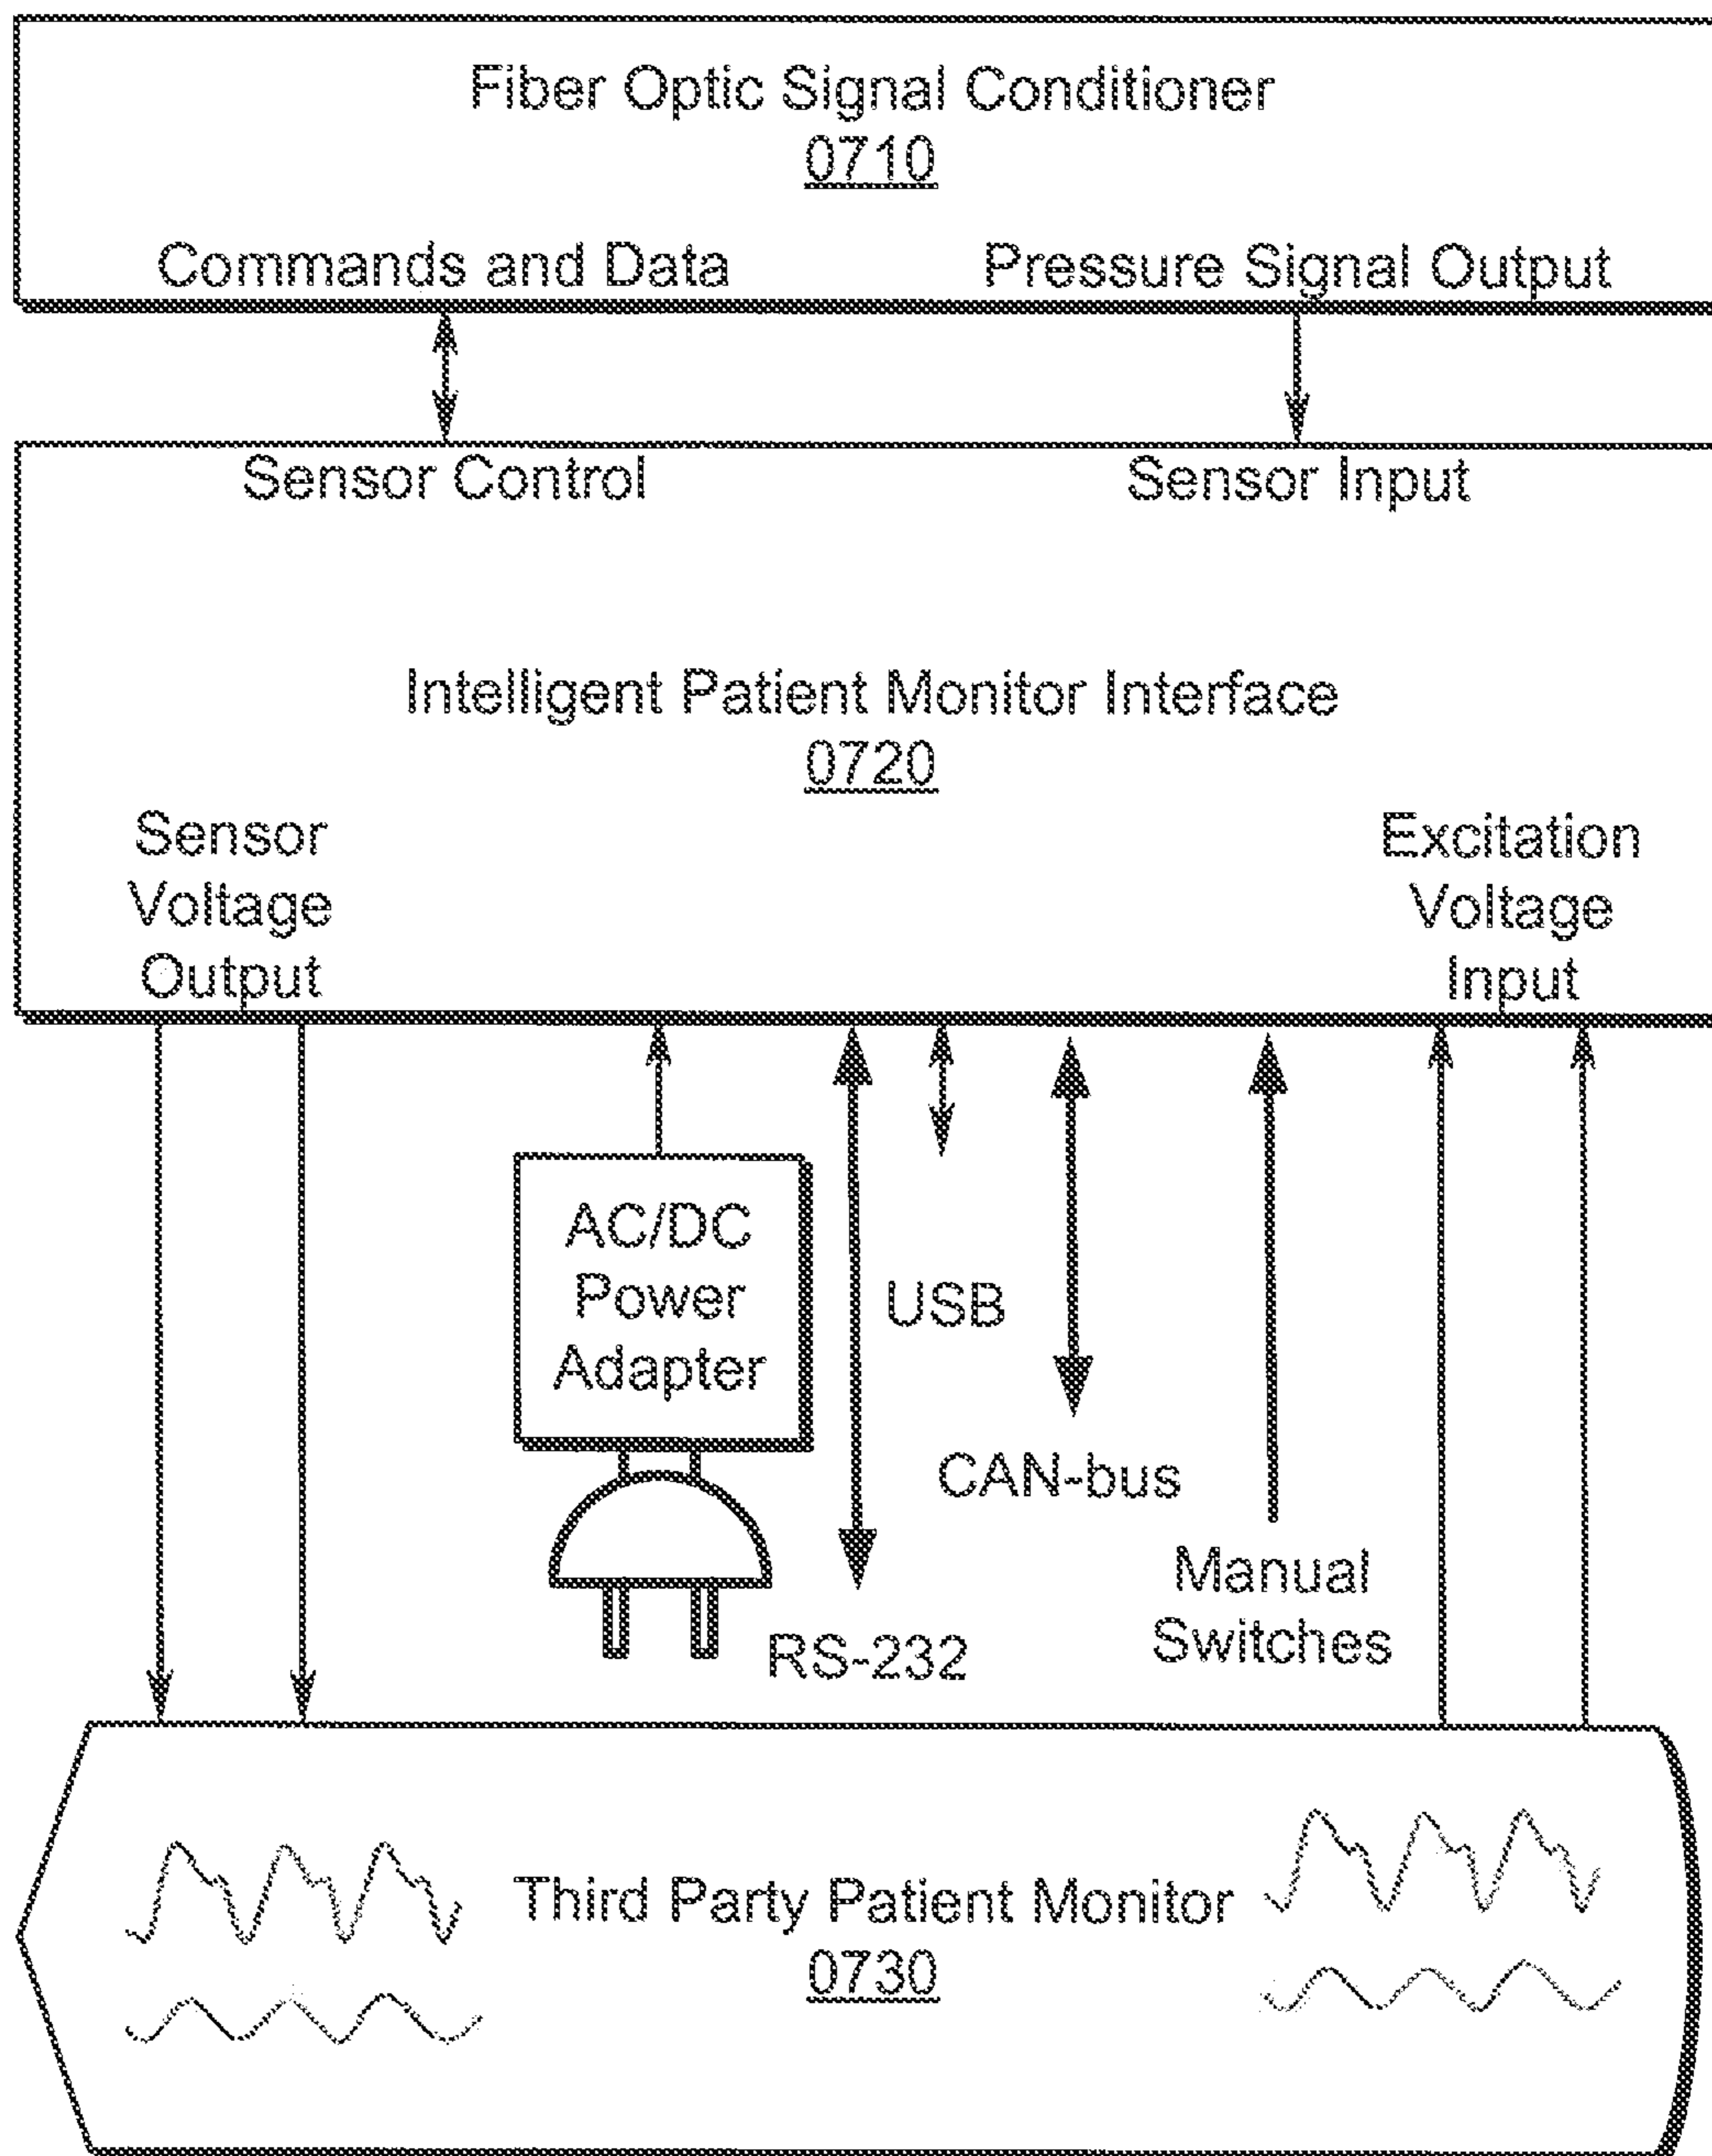 Fiber Optic Signal Conditioner
0710
Commands and Data
Pressure Signal Output
Sensor Control
Sensor Input
Intelligent Patient Monitor Interface
0720
Sensor
Voltage
Output
Excitation
Voltage
Input
AC/DC
Power
Adapter
USB
CAN-bus
Manual
Switches
RS-232
Third Party Patient Monitor
0730